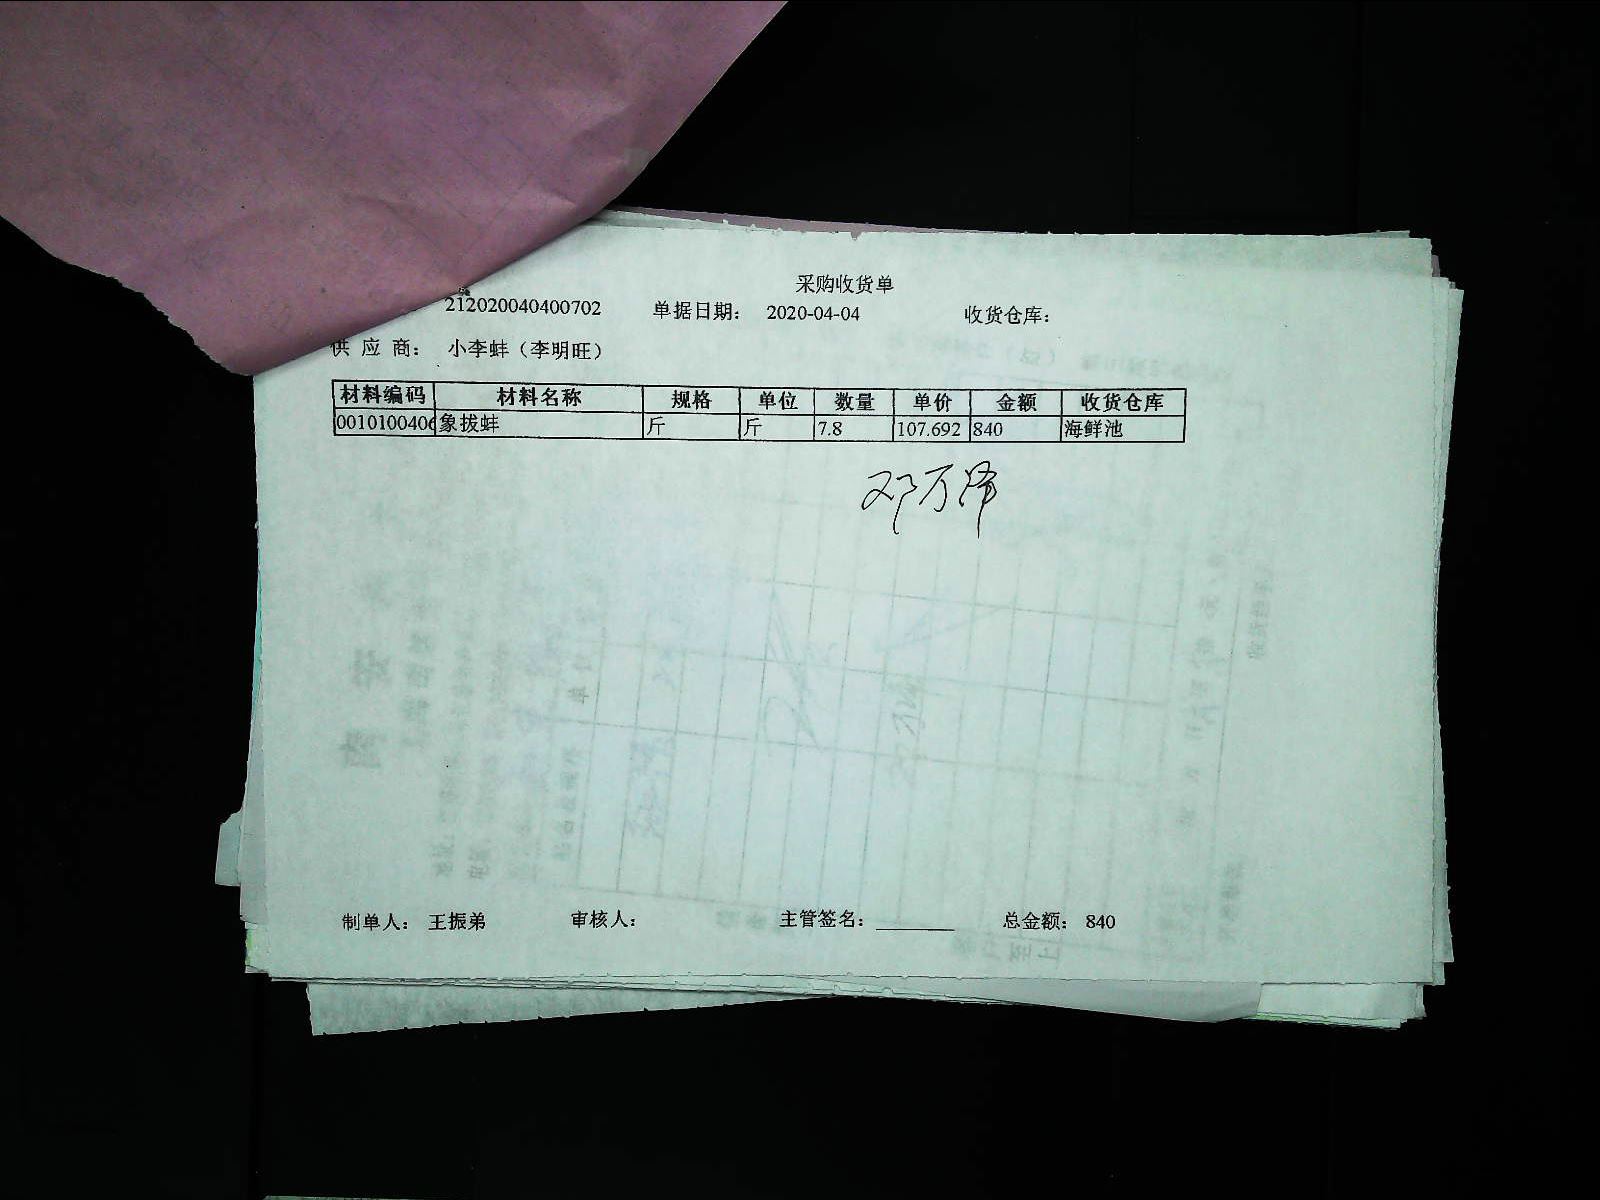 采购收货单
212020040400702 单据日期： 2020-04-04 收货仓库：
供 应 商： 小李蚌（李明旺）
材料编码 材料名称 规格 单位 数量 单价 金额 收货仓库
0010100406 象拔蚌 斤 斤 7.8 107.692 840 海鲜池
邓万泽
制单人： 王振弟 审核人： 主管签名： 总金额： 840